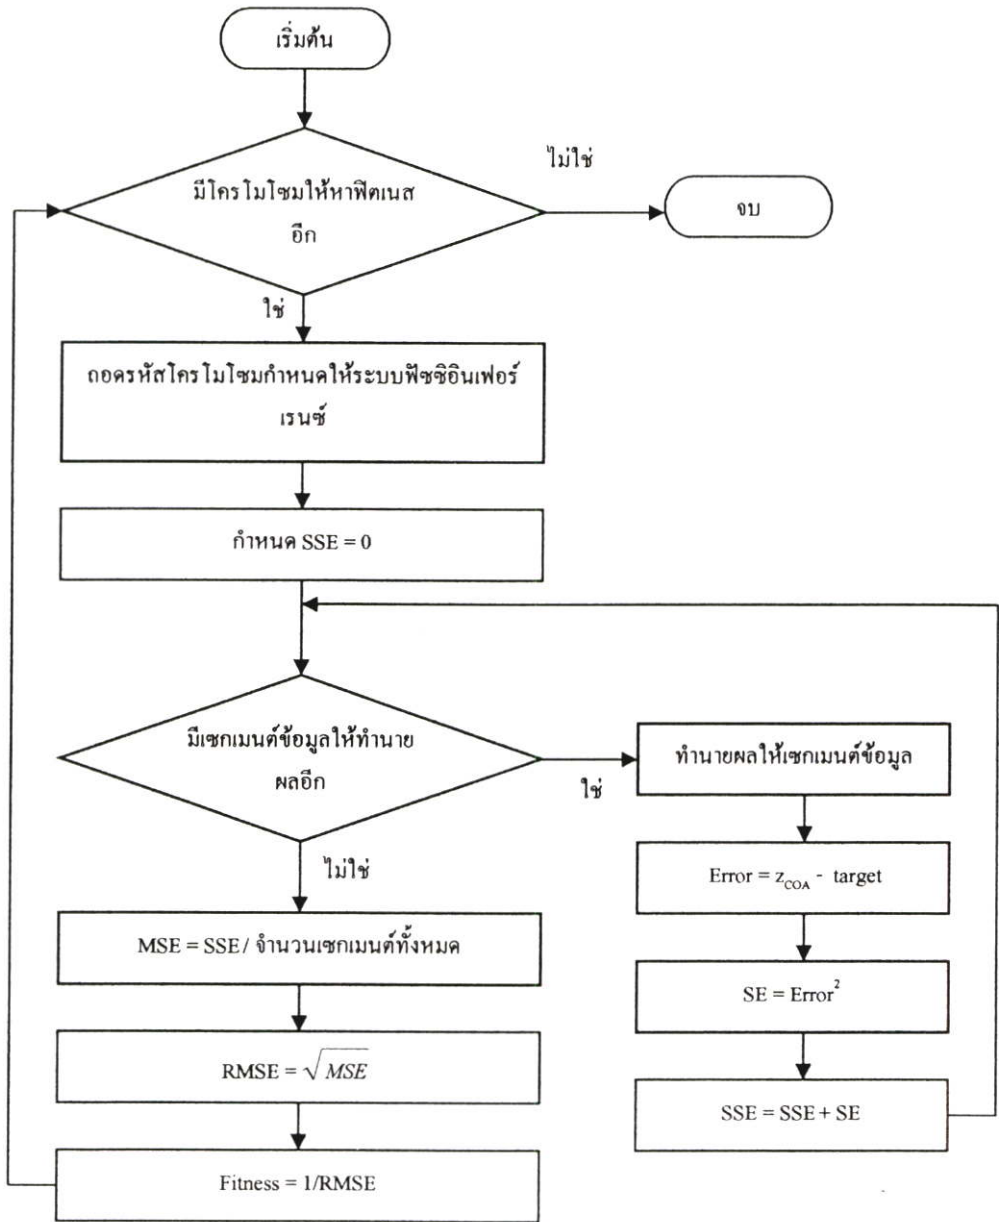 เริ่มต้น
มีโครโมโซมให้หาฟิตเนส
อีก
ไม่ใช่
จบ
ใช่
ถอดรหัสโครโมโซมกำหนดให้ระบบฟัซซิอินเฟอร์
เรนซ์
กำหนด SSE = 0
มีเซกเมนต์ข้อมูลให้ทำนาย
ผลอีก
ใช่
ทำนายผลให้เซกเมนต์ข้อมูล
Error = z_COA - target
SE = Error²
SSE = SSE + SE
ไม่ใช่
MSE = SSE / จำนวนเซกเมนต์ทั้งหมด
RMSE = √MSE
Fitness = 1/RMSE